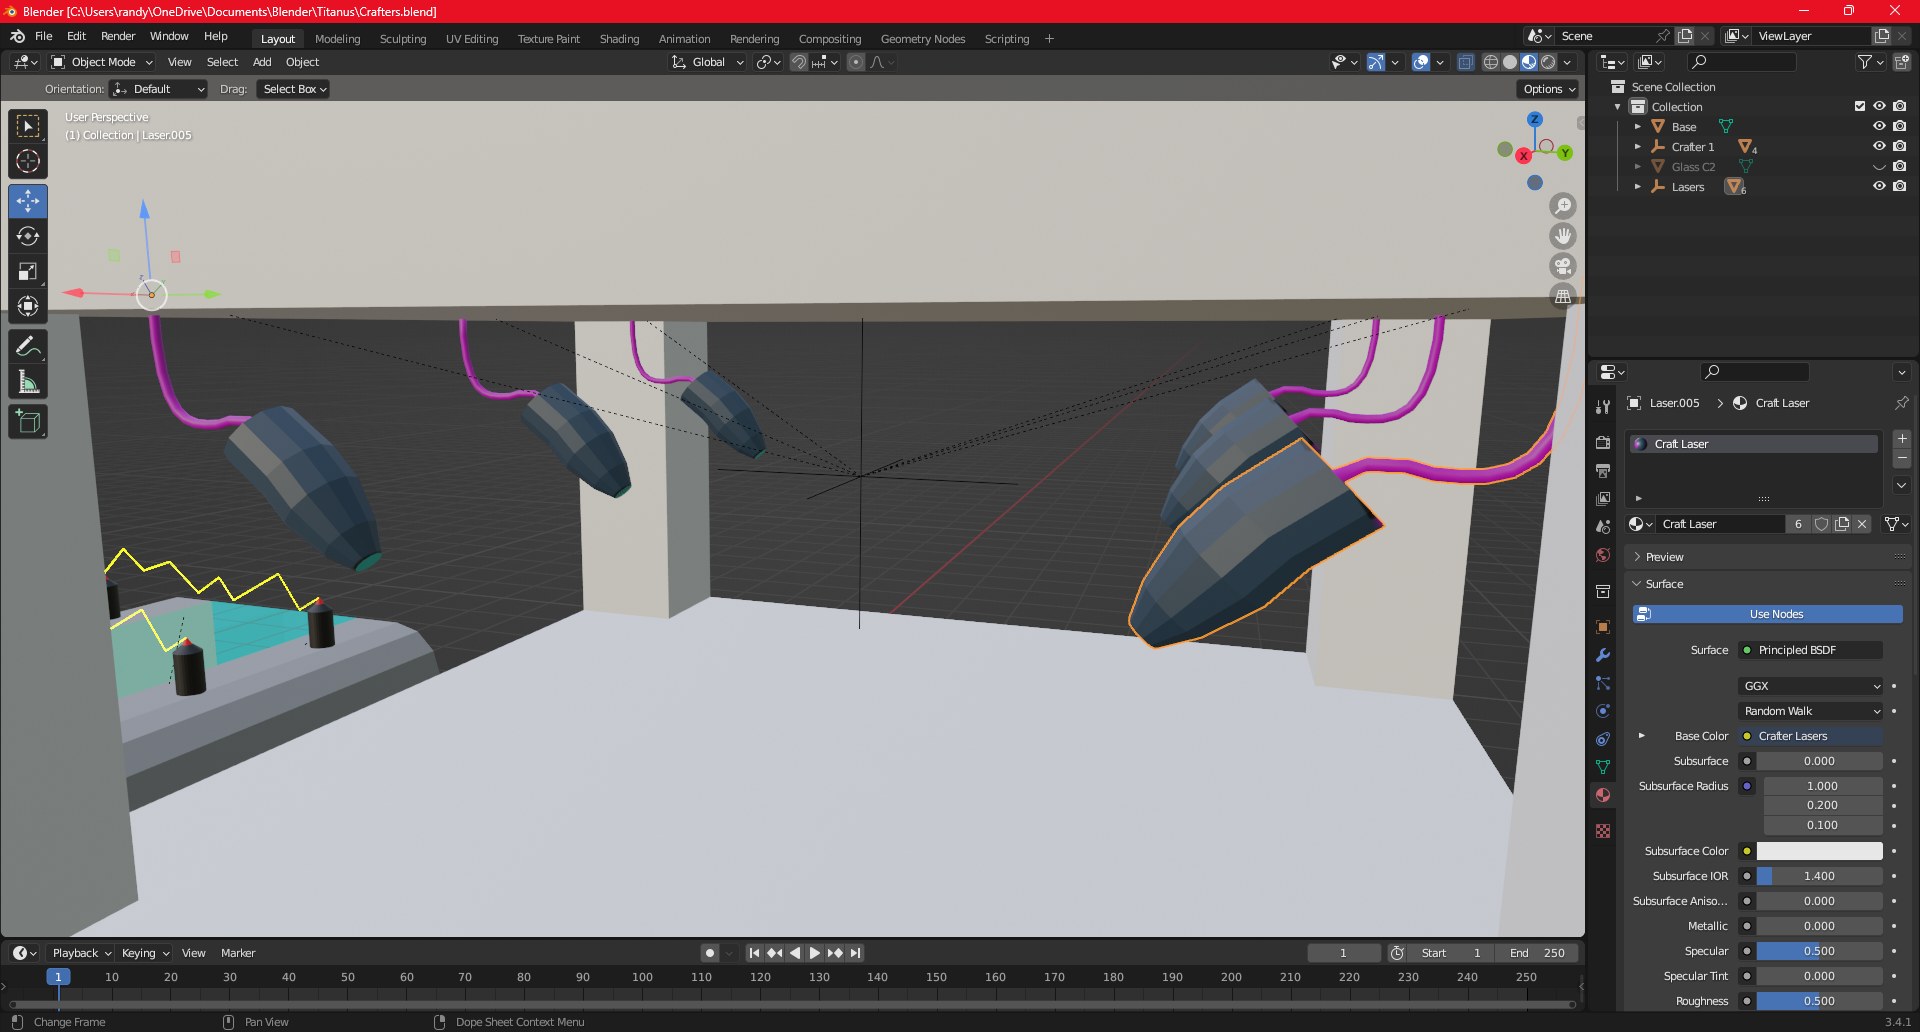 Blender [C:\Users\randy\OneDrive\Documents\Blender\Titanus\Crafters.blend]
File Edit Render Window Help Layout Modeling Sculpting UV Editing Texture Paint Shading Animation Rendering Compositing Geometry Nodes Scripting + Scene ViewLayer
Object Mode View Select Add Object Global
Orientation: Default Drag: Select Box Options
User Perspective
(1) Collection | Laser.005
Z
X Y
Scene Collection
Collection
Base
Crafter 1 4
Glass C2
Lasers 6
Laser.005 > Craft Laser
Craft Laser
Craft Laser 6
Preview
Surface
Use Nodes
Surface Principled BSDF
GGX
Random Walk
Base Color Crafter Lasers
Subsurface 0.000
Subsurface Radius 1.000
0.200
0.100
Subsurface Color
Subsurface IOR 1.400
Subsurface Aniso... 0.000
Metallic 0.000
Specular 0.500
Specular Tint 0.000
Roughness 0.500
Playback Keying View Marker 1 Start 1 End 250
1 10 20 30 40 50 60 70 80 90 100 110 120 130 140 150 160 170 180 190 200 210 220 230 240 250
Change Frame Pan View Dope Sheet Context Menu 3.4.1